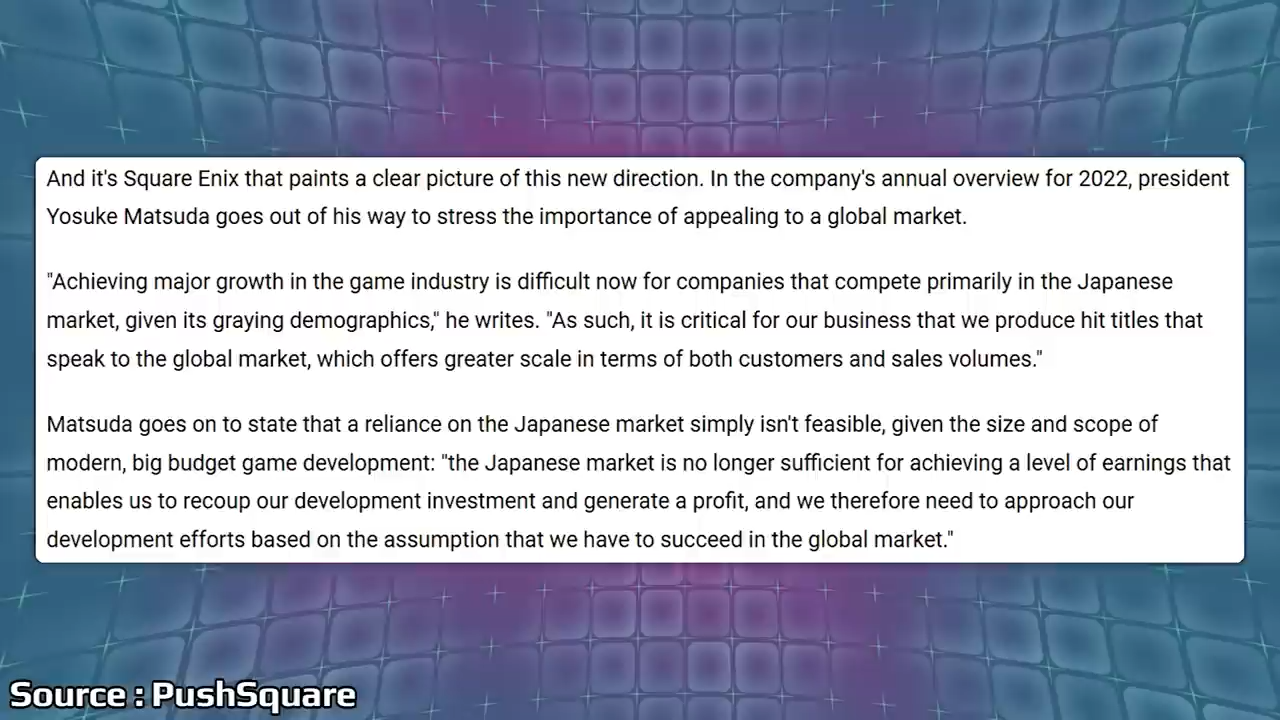 And it's Square Enix that paints a clear picture of this new direction. In the company's annual overview for 2022, president
Yosuke Matsuda goes out of his way to stress the importance of appealing to a global market.
"Achieving major growth in the game industry is difficult now for companies that compete primarily in the Japanese
market, given its graying demographics," he writes. "As such, it is critical for our business that we produce hit titles that
speak to the global market, which offers greater scale in terms of both customers and sales volumes."
Matsuda goes on to state that a reliance on the Japanese market simply isn't feasible, given the size and scope of
modern, big budget game development: "the Japanese market is no longer sufficient for achieving a level of earnings that
enables us to recoup our development investment and generate a profit, and we therefore need to approach our
development efforts based on the assumption that we have to succeed in the global market."
Source : PushSquare